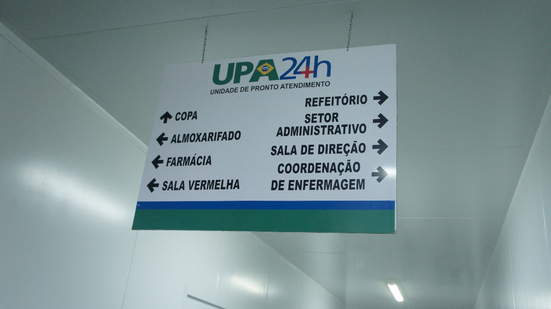 UPA24h
UNIDADE DE PRONTO ATENDIMENTO
↑ COPA
← ALMOXARIFADO
← FARMÁCIA
← SALA VERMELHA
REFEITÓRIO →
SETOR
ADMINISTRATIVO →
SALA DE DIREÇÃO →
COORDENAÇÃO
DE ENFERMAGEM →